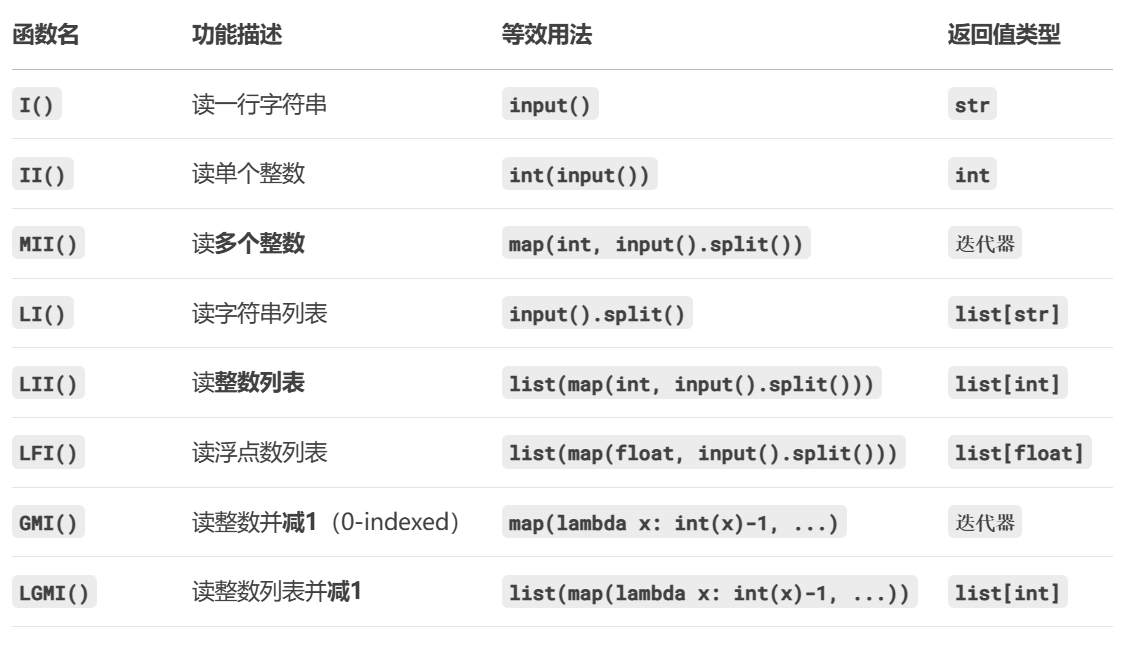 函数名 功能描述 等效用法 返回值类型
I() 读一行字符串 input() str
II() 读单个整数 int(input()) int
MII() 读多个整数 map(int, input().split()) 迭代器
LI() 读字符串列表 input().split() list[str]
LII() 读整数列表 list(map(int, input().split())) list[int]
LFI() 读浮点数列表 list(map(float, input().split())) list[float]
GMI() 读整数并减1（0-indexed） map(lambda x: int(x)-1, ...) 迭代器
LGMI() 读整数列表并减1 list(map(lambda x: int(x)-1, ...)) list[int]